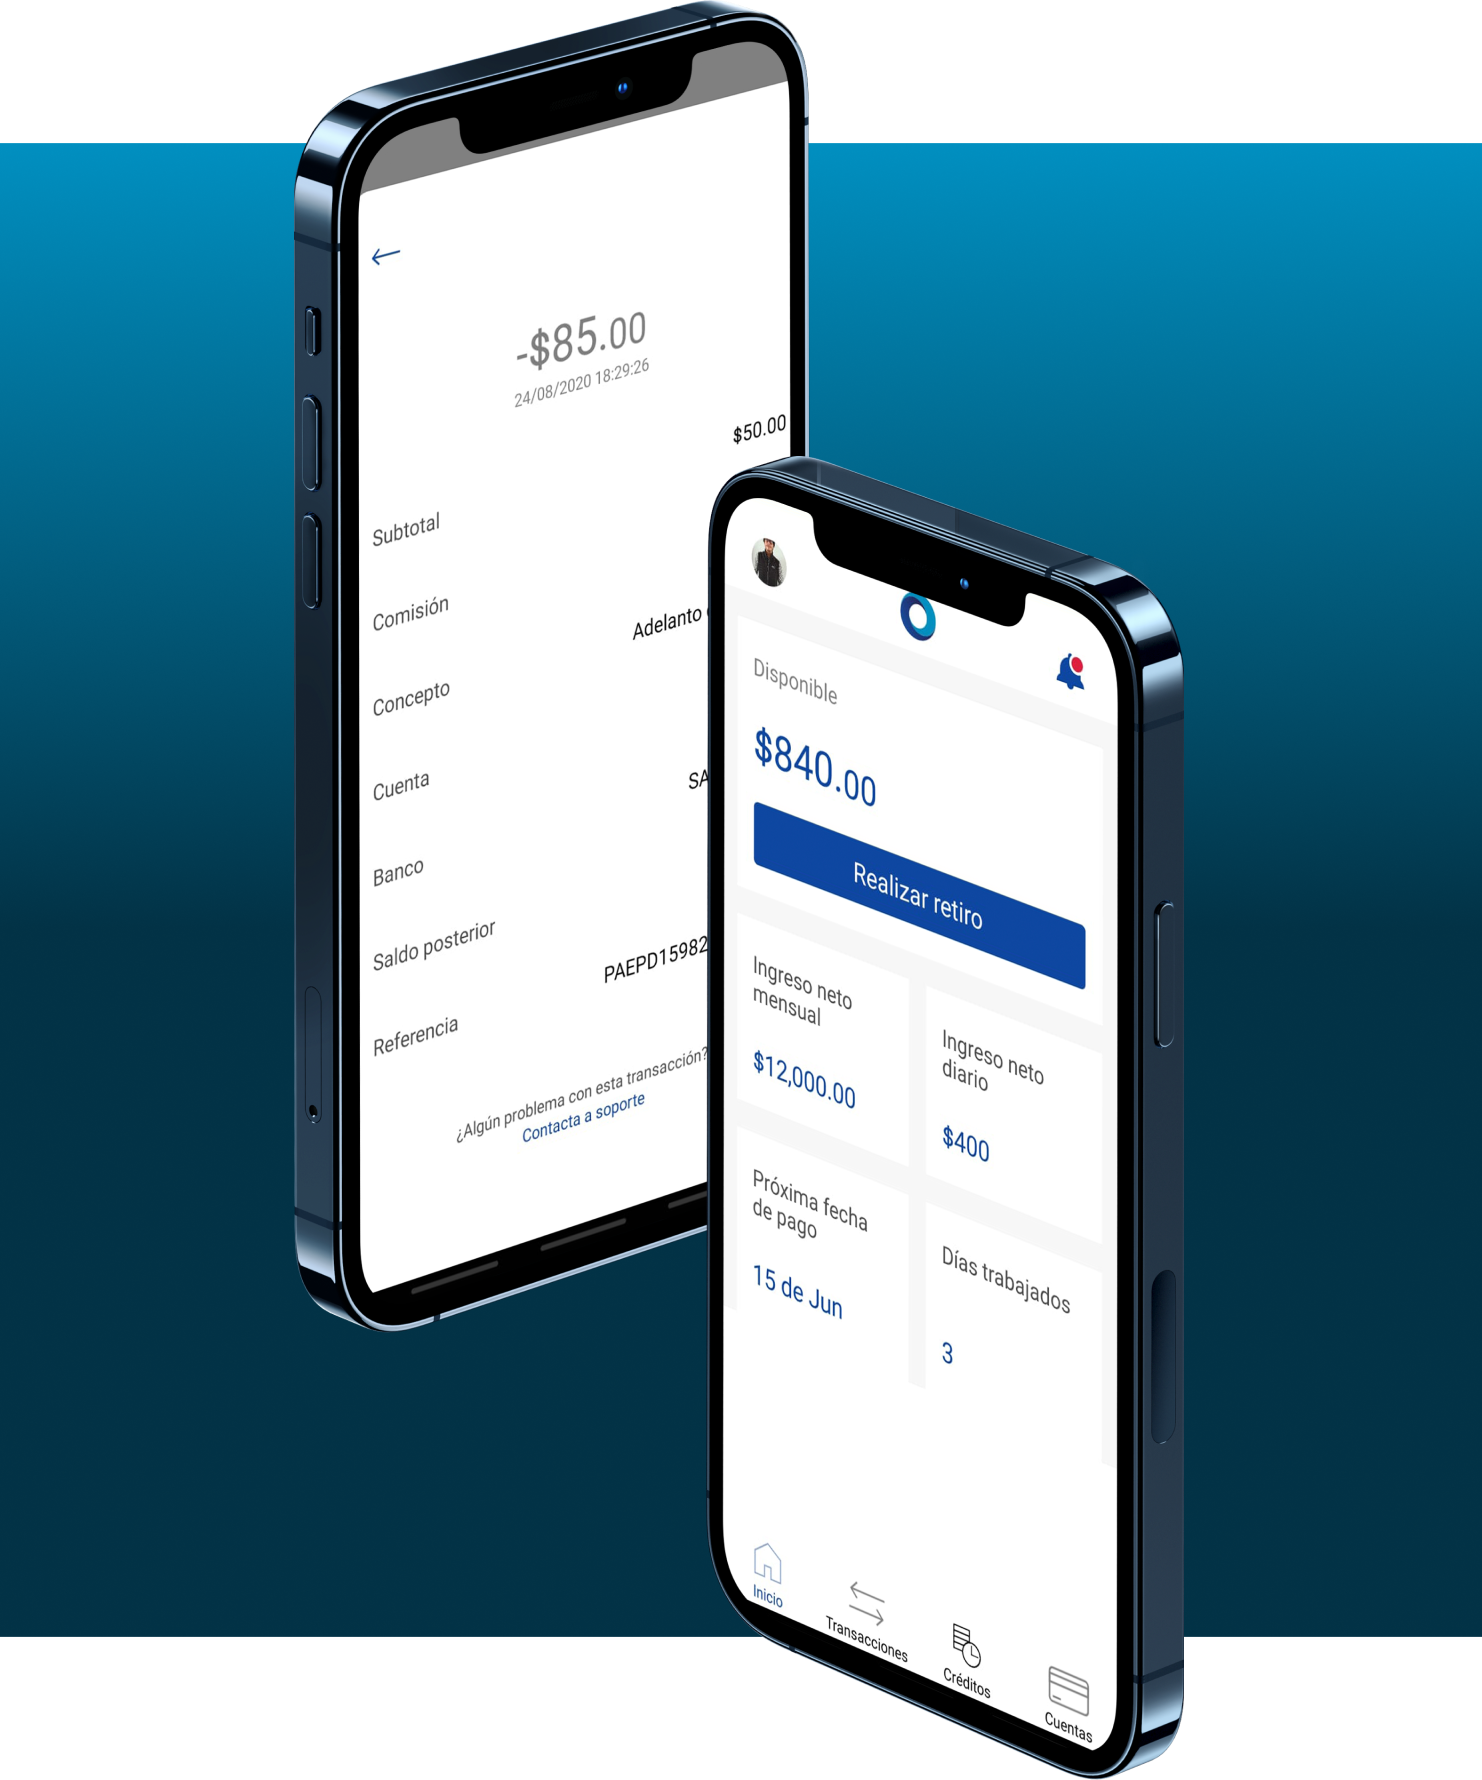 -$85.00
24/08/2020 18:29:26
$50.00
Subtotal
Comisión
Adelanto
Concepto
Cuenta
Banco
Saldo posterior
PAEPD15982
Referencia
¿Algún problema con esta transacción?
Contacta a soporte
Disponible
$840.00
Realizar retiro
Ingreso neto
mensual
$12,000.00
Ingreso neto
diario
$400
Próxima fecha
de pago
15 de Jun
Días trabajados
3
Inicio
Transacciones
Créditos
Cuentas